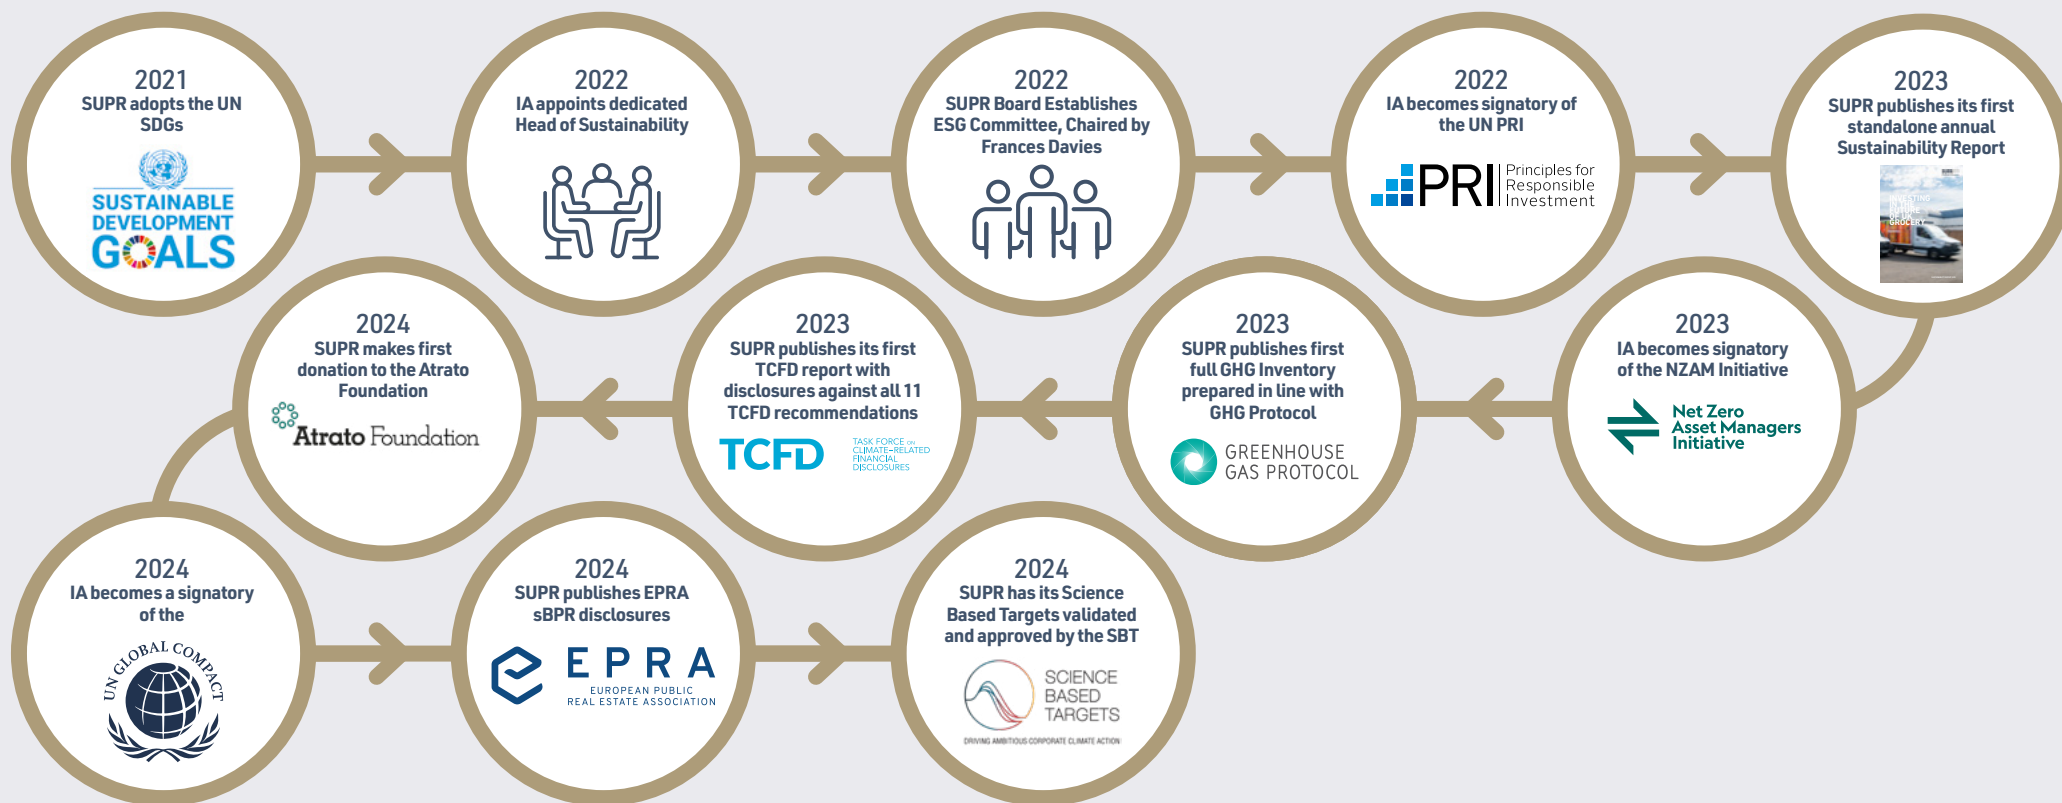 2021
SUPR adopts the UN
SDGs
SUSTAINABLE
DEVELOPMENT
GOALS
2022
IA appoints dedicated
Head of Sustainability
2022
SUPR Board Establishes
ESG Committee, Chaired by
Frances Davies
2022
IA becomes signatory of
the UN PRI
PRI
Principles for
Responsible
Investment
2023
SUPR publishes its first
standalone annual
Sustainability Report
INVESTING
IN THE
FUTURE
OF UK
GROCERY
2023
IA becomes signatory
of the NZAM Initiative
Net Zero
Asset Managers
Initiative
2023
SUPR publishes first
full GHG Inventory
prepared in line with
GHG Protocol
GREENHOUSE
GAS PROTOCOL
2023
SUPR publishes its first
TCFD report with
disclosures against all 11
TCFD recommendations
TCFD
TASK FORCE ON
CLIMATE-RELATED
FINANCIAL
DISCLOSURES
2024
SUPR makes first
donation to the Atrato
Foundation
Atrato Foundation
2024
IA becomes a signatory
of the
UN GLOBAL COMPACT
2024
SUPR publishes EPRA
sBPR disclosures
EPRA
EUROPEAN PUBLIC
REAL ESTATE ASSOCIATION
2024
SUPR has its Science
Based Targets validated
and approved by the SBT
SCIENCE
BASED
TARGETS
DRIVING AMBITIOUS CORPORATE CLIMATE ACTION